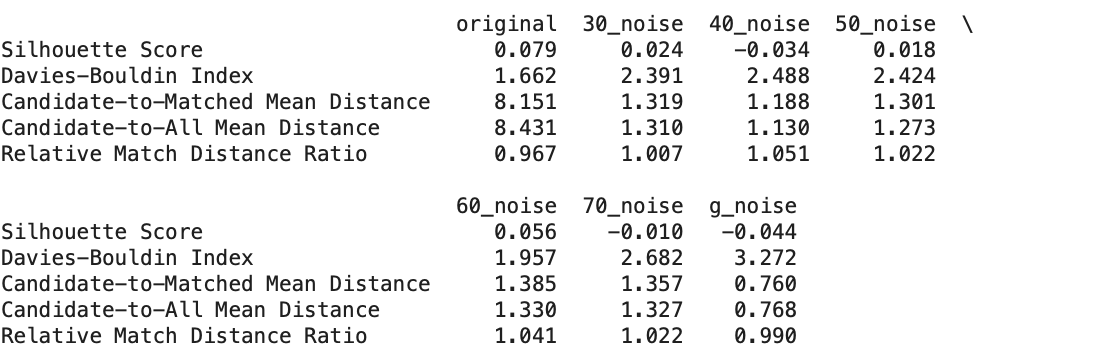 original  30_noise  40_noise  50_noise  \
Silhouette Score                       0.079     0.024    -0.034     0.018
Davies-Bouldin Index                   1.662     2.391     2.488     2.424
Candidate-to-Matched Mean Distance     8.151     1.319     1.188     1.301
Candidate-to-All Mean Distance         8.431     1.310     1.130     1.273
Relative Match Distance Ratio          0.967     1.007     1.051     1.022

                                    60_noise  70_noise  g_noise
Silhouette Score                       0.056    -0.010   -0.044
Davies-Bouldin Index                   1.957     2.682    3.272
Candidate-to-Matched Mean Distance     1.385     1.357    0.760
Candidate-to-All Mean Distance         1.330     1.327    0.768
Relative Match Distance Ratio          1.041     1.022    0.990